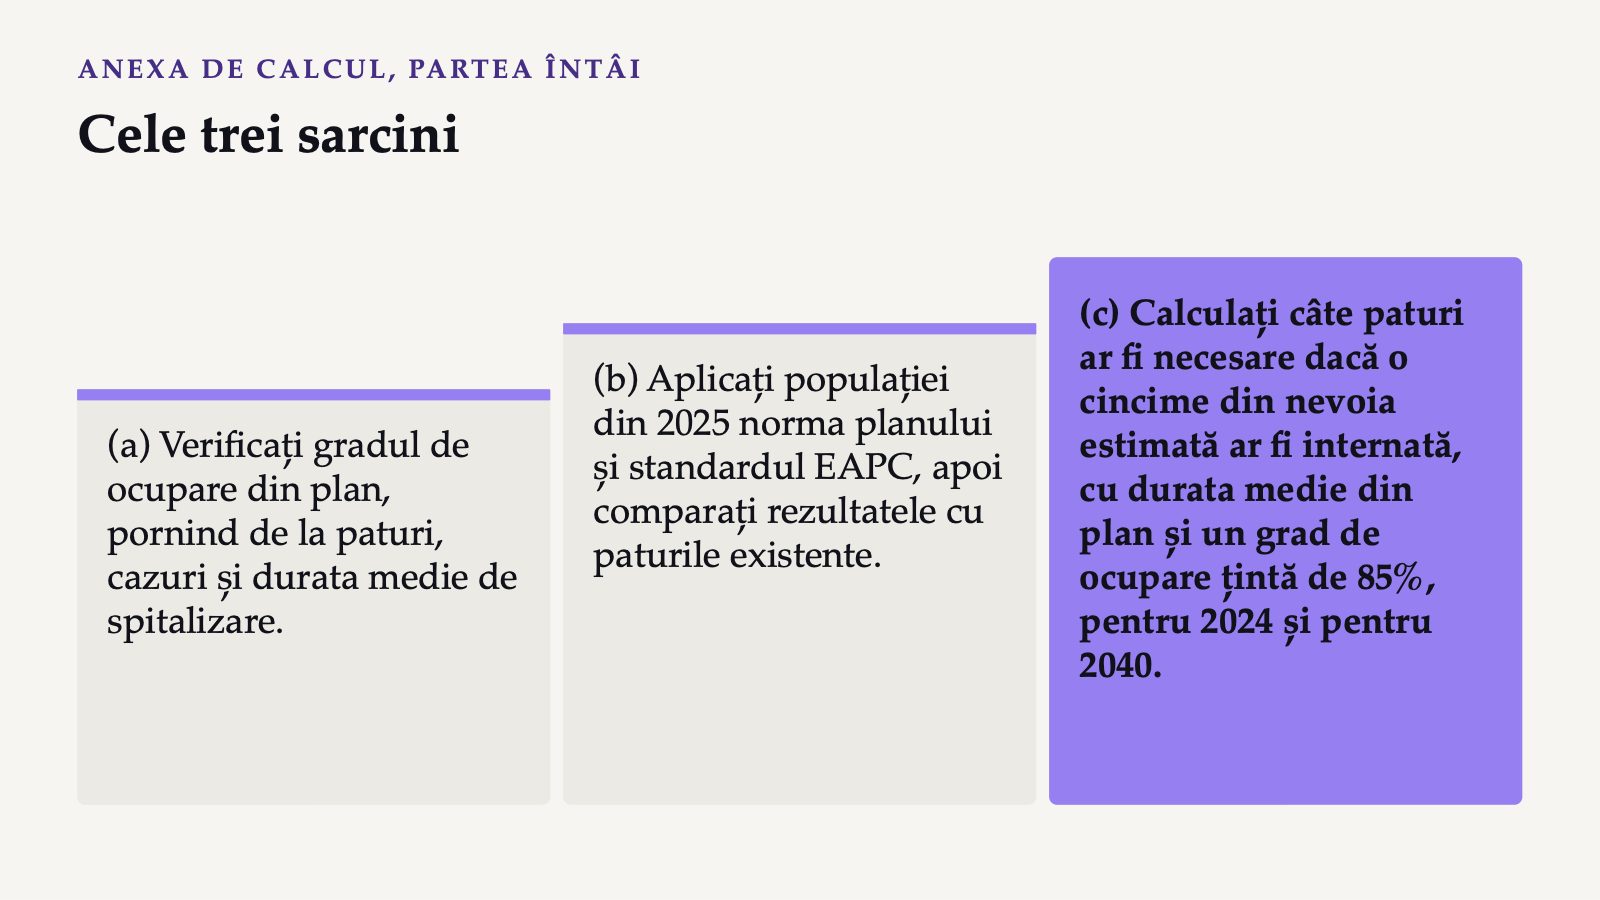 ANEXA DE CALCUL, PARTEA ÎNTÂI
Cele trei sarcini
(a) Verificați gradul de
ocupare din plan,
pornind de la paturi,
cazuri și durata medie de
spitalizare.
(b) Aplicați populației
din 2025 norma planului
și standardul EAPC, apoi
comparați rezultatele cu
paturile existente.
(c) Calculați câte paturi
ar fi necesare dacă o
cincime din nevoia
estimată ar fi internată,
cu durata medie din
plan și un grad de
ocupare țintă de 85%,
pentru 2024 și pentru
2040.